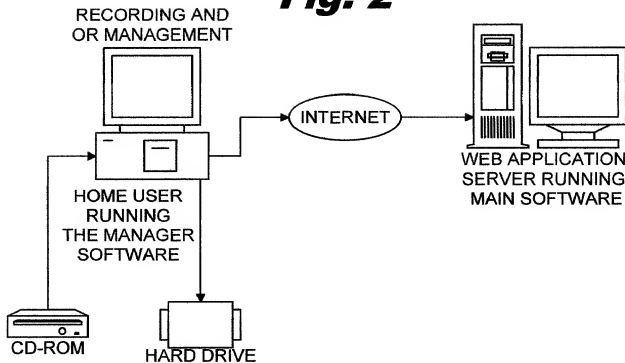 Fig. 2
RECORDING AND
OR MANAGEMENT
INTERNET
WEB APPLICATION
SERVER RUNNING
MAIN SOFTWARE
HOME USER
RUNNING
THE MANAGER
SOFTWARE
CD-ROM
HARD DRIVE